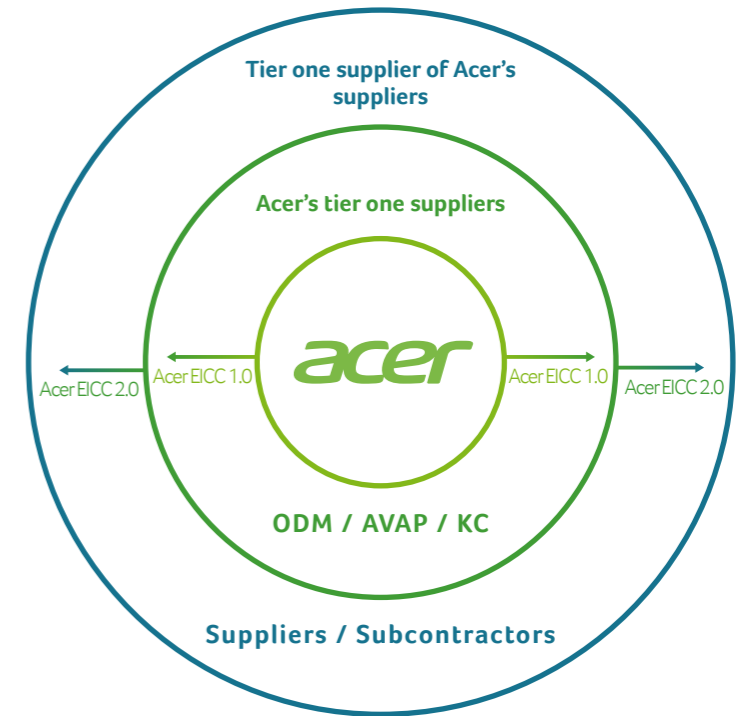 Tier one supplier of Acer’s
suppliers
Acer’s tier one suppliers
acer
Acer EICC 2.0
Acer EICC 1.0
Acer EICC 1.0
Acer EICC 2.0
ODM / AVAP / KC
Suppliers / Subcontractors